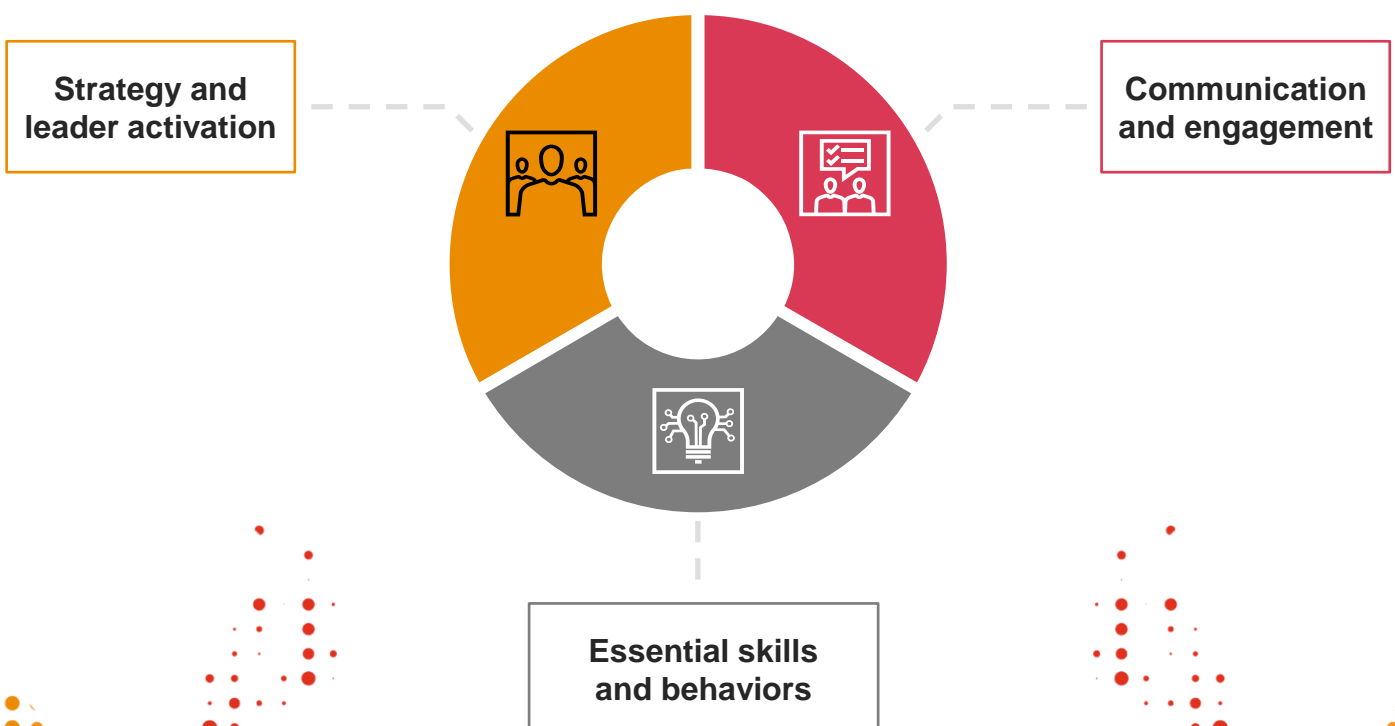 Strategy and
leader activation
Communication
and engagement
Essential skills
and behaviors